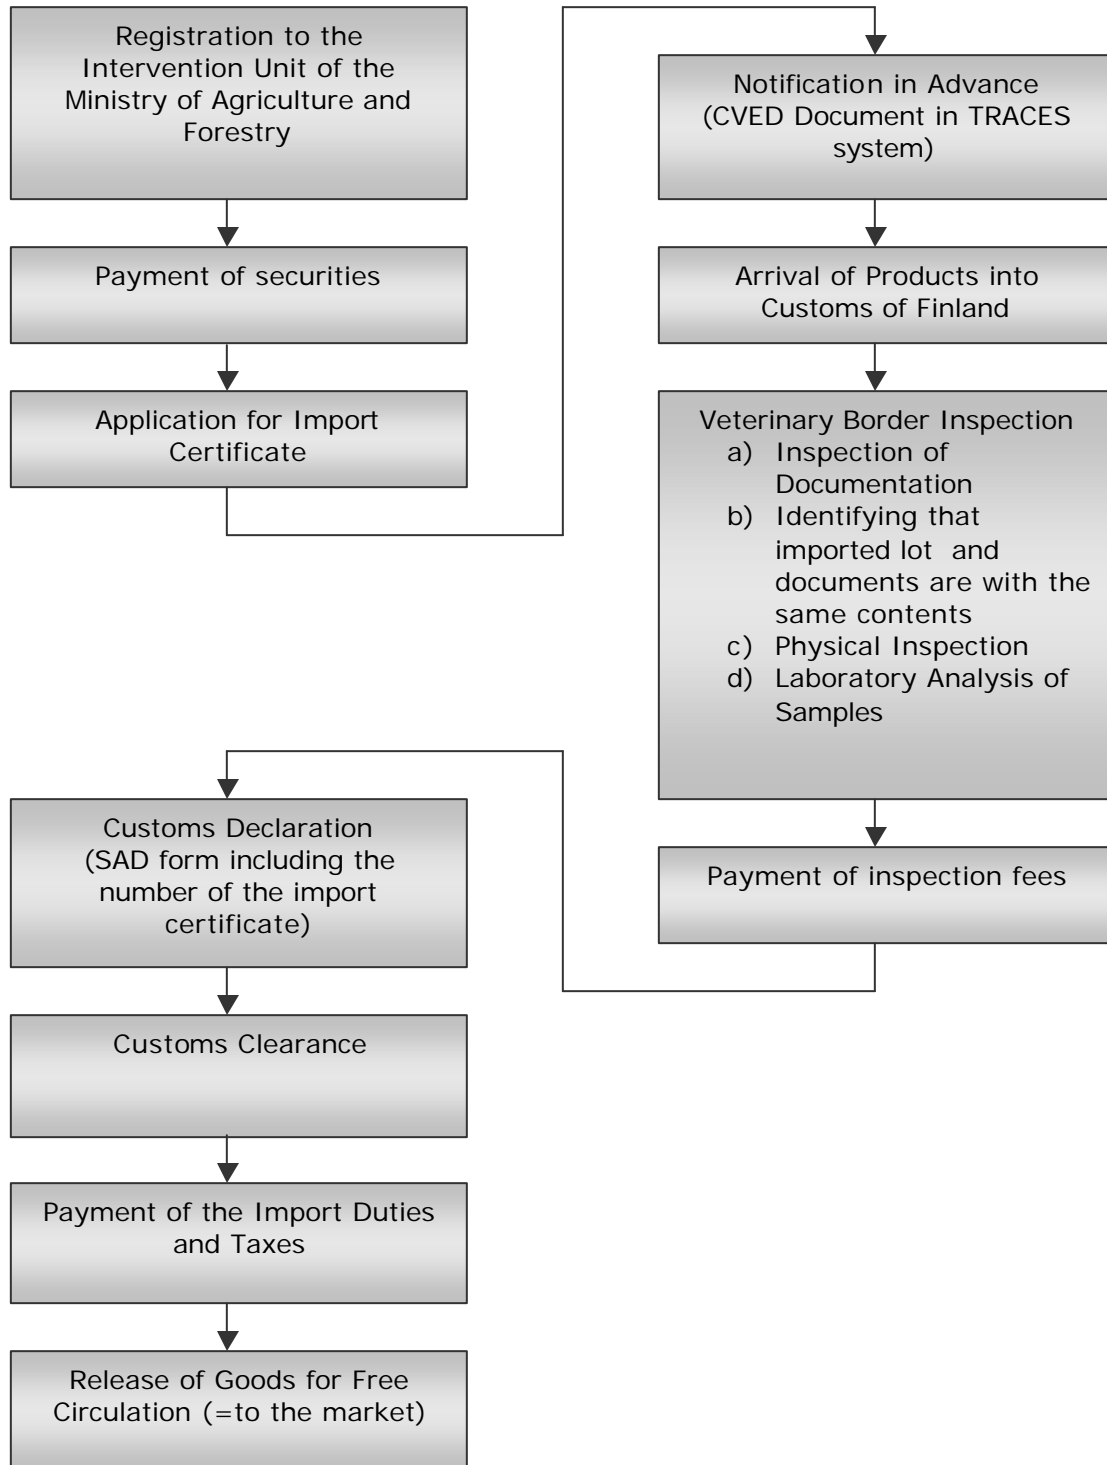 Registration to the
Intervention Unit of the
Ministry of Agriculture and
Forestry
Payment of securities
Application for Import
Certificate
Notification in Advance
(CVED Document in TRACES
system)
Arrival of Products into
Customs of Finland
Veterinary Border Inspection
a) Inspection of
Documentation
b) Identifying that
imported lot and
documents are with the
same contents
c) Physical Inspection
d) Laboratory Analysis of
Samples
Payment of inspection fees
Customs Declaration
(SAD form including the
number of the import
certificate)
Customs Clearance
Payment of the Import Duties
and Taxes
Release of Goods for Free
Circulation (=to the market)